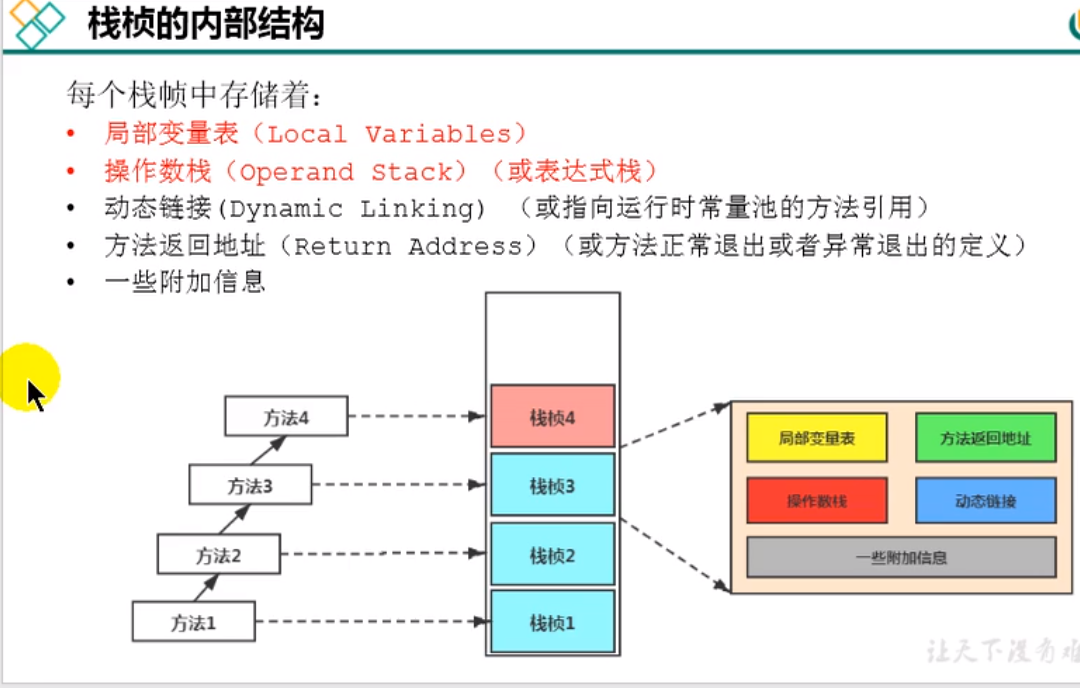 栈桢的内部结构
每个栈帧中存储着：
• 局部变量表（Local Variables）
• 操作数栈（Operand Stack）（或表达式栈）
• 动态链接(Dynamic Linking) （或指向运行时常量池的方法引用）
• 方法返回地址（Return Address）（或方法正常退出或者异常退出的定义）
• 一些附加信息
方法4
栈桢4
局部变量表
方法返回地址
方法3
栈桢3
操作数栈
动态链接
方法2
栈桢2
一些附加信息
方法1
栈桢1
让天下没有难